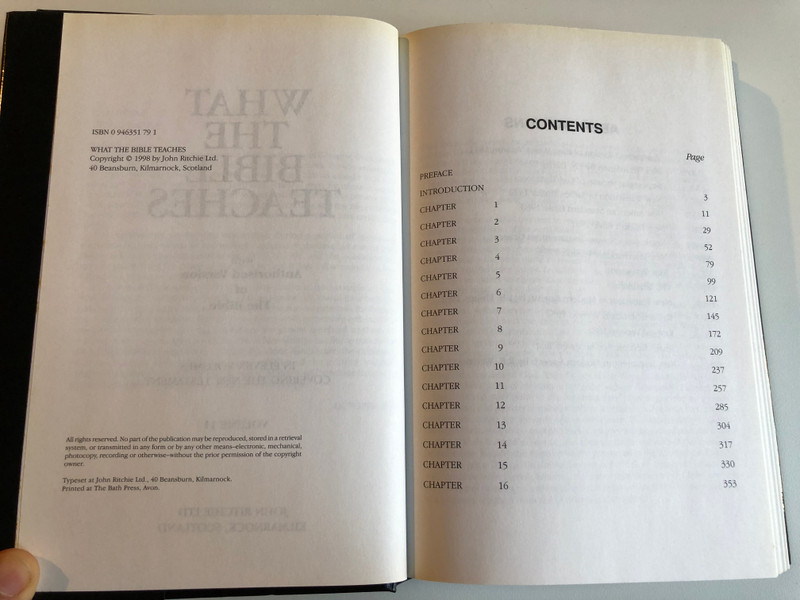 ISBN 0 946351 79 1
WHAT THE BIBLE TEACHES
Copyright © 1998 by John Ritchie Ltd.
40 Beansburn, Kilmarnock, Scotland
All rights reserved. No part of the publication may be reproduced, stored in a retrieval
system, or transmitted in any form or by any other means–electronic, mechanical,
photocopy, recording or otherwise–without the prior permission of the copyright
owner.
Typeset at John Ritchie Ltd., 40 Beansburn, Kilmarnock.
Printed at The Bath Press, Avon.
CONTENTS
Page
PREFACE
INTRODUCTION 3
CHAPTER 1 11
CHAPTER 2 29
CHAPTER 3 52
CHAPTER 4 79
CHAPTER 5 99
CHAPTER 6 121
CHAPTER 7 145
CHAPTER 8 172
CHAPTER 9 209
CHAPTER 10 237
CHAPTER 11 257
CHAPTER 12 285
CHAPTER 13 304
CHAPTER 14 317
CHAPTER 15 330
CHAPTER 16 353